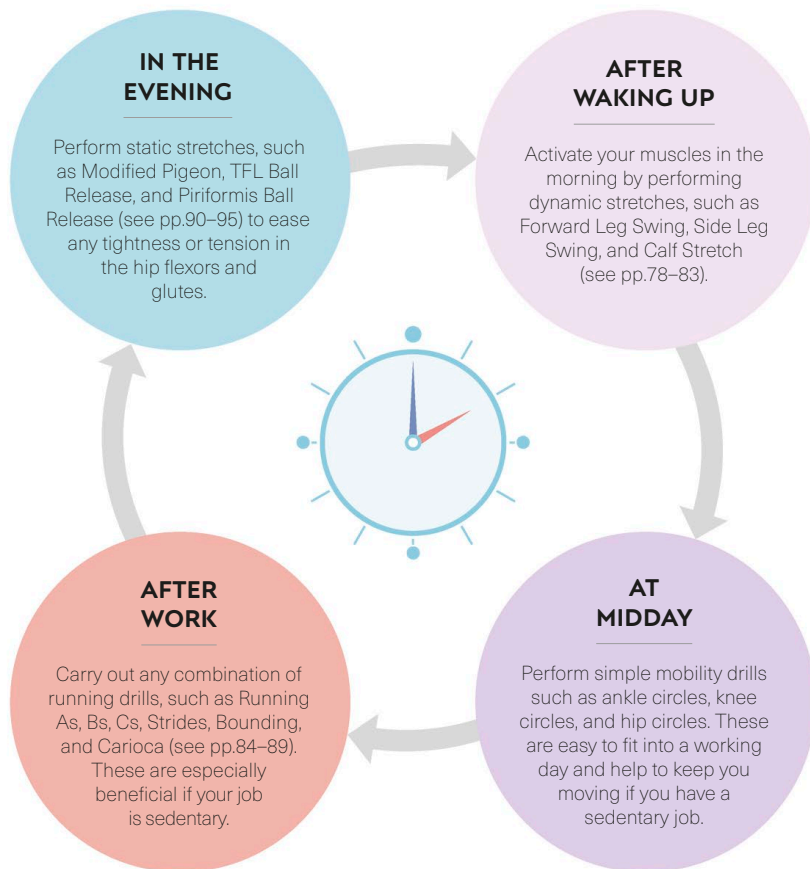 IN THE
EVENING
Perform static stretches, such
as Modified Pigeon, TFL Ball
Release, and Piriformis Ball
Release (see pp.90–95) to ease
any tightness or tension in
the hip flexors and
glutes.
AFTER
WAKING UP
Activate your muscles in the
morning by performing
dynamic stretches, such as
Forward Leg Swing, Side Leg
Swing, and Calf Stretch
(see pp.78–83).
AFTER
WORK
Carry out any combination of
running drills, such as Running
As, Bs, Cs, Strides, Bounding,
and Carioca (see pp.84–89).
These are especially
beneficial if your job
is sedentary.
AT
MIDDAY
Perform simple mobility drills
such as ankle circles, knee
circles, and hip circles. These
are easy to fit into a working
day and help to keep you
moving if you have a
sedentary job.